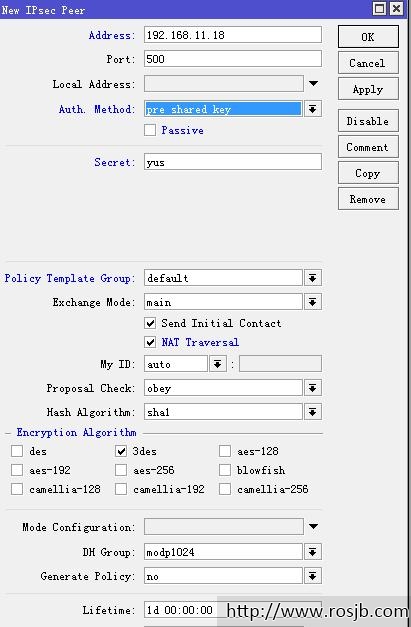 New IPsec Peer
Address: 192.168.11.18
OK
Port: 500
Cancel
Local Address:
Apply
Auth. Method: pre shared key
Passive
Disable
Comment
Secret: yus
Copy
Remove
Policy Template Group: default
Exchange Mode: main
Send Initial Contact
NAT Traversal
My ID: auto :
Proposal Check: obey
Hash Algorithm: sha1
Encryption Algorithm
des 3des aes-128
aes-192 aes-256 blowfish
camellia-128 camellia-192 camellia-256
Mode Configuration:
DH Group: modp1024
Generate Policy: no
Lifetime: 1d 00:00:00
http://www.rosjb.com